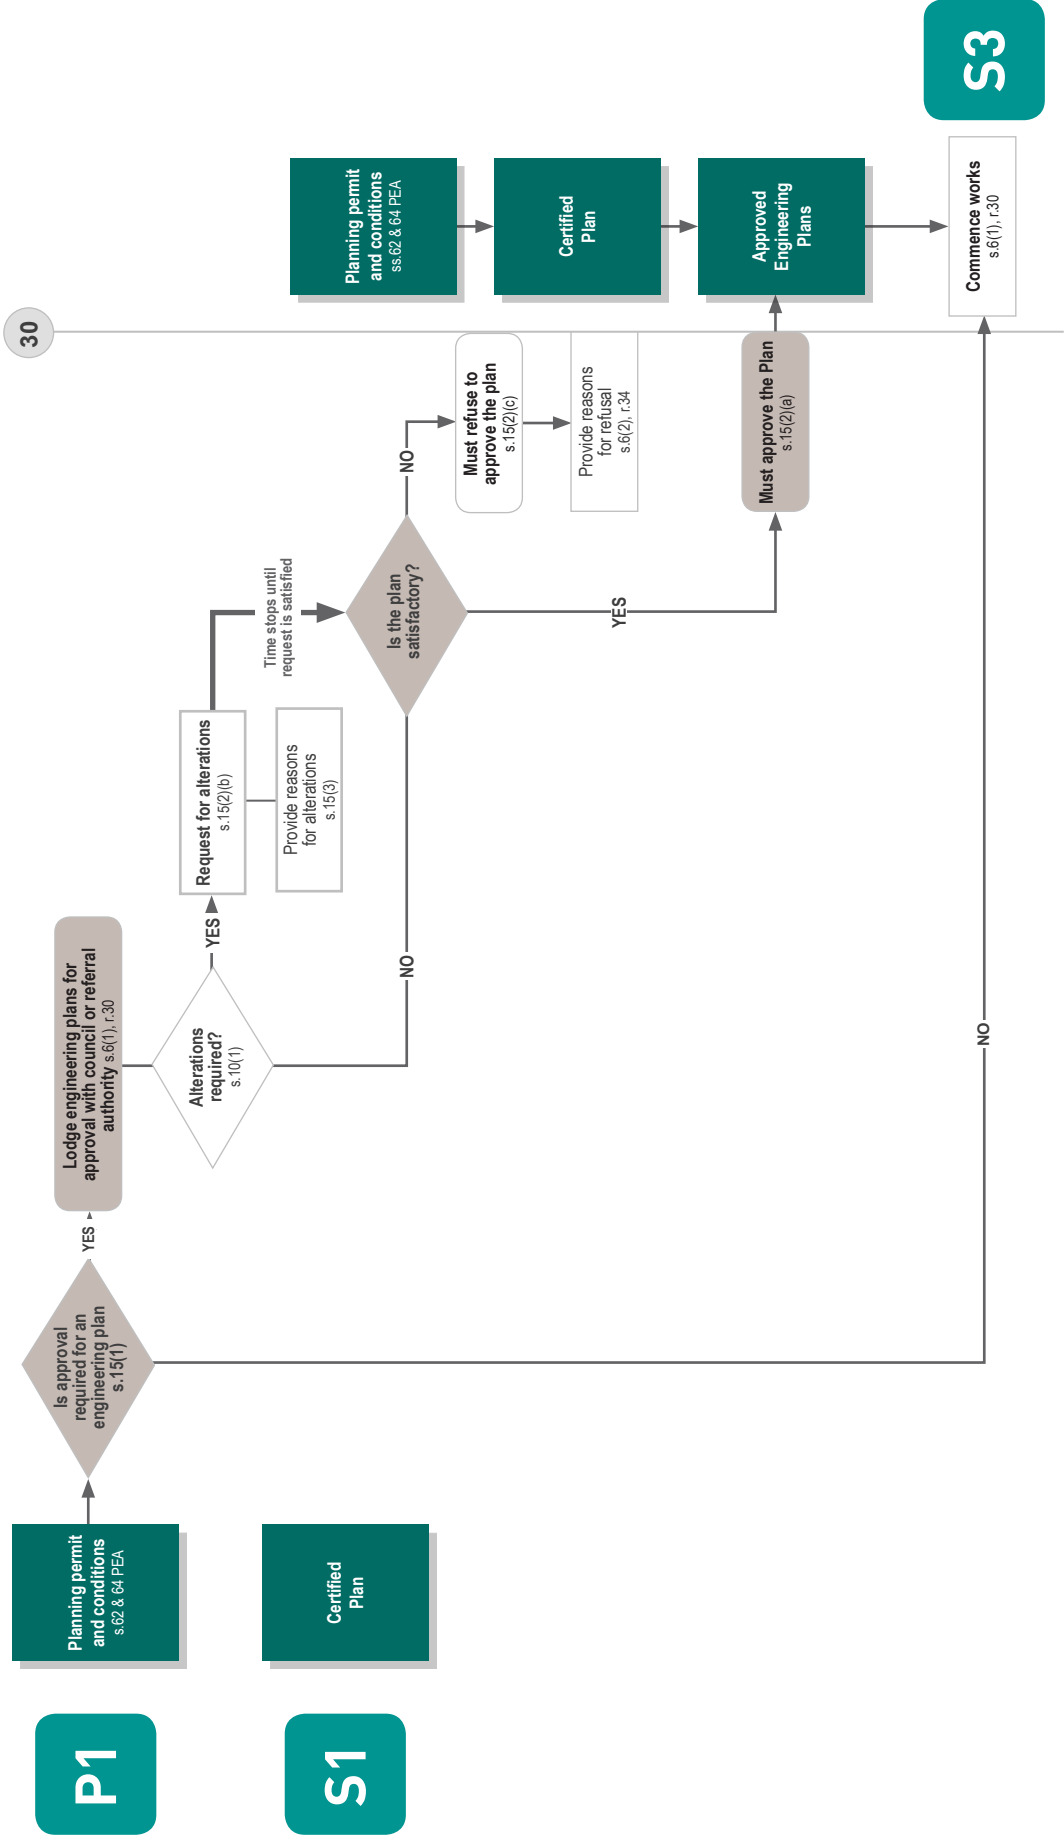 P1
S1
Planning permit
and conditions
s.62 & 64 PEA
Certified
Plan
Is approval
required for an
engineering plan
s.15(1)
YES
Lodge engineering plans for
approval with council or referral
authority s.6(1), r.30
Alterations
required?
s.10(1)
YES
Request for alterations
s.15(2)(b)
Provide reasons
for alterations
s.15(3)
NO
Time stops until
request is satisfied
Is the plan
satisfactory?
NO
YES
Must refuse to
approve the plan
s.15(2)(c)
Provide reasons
for refusal
s.6(2), r.34
Must approve the Plan
s.15(2)(a)
NO
30
Planning permit
and conditions
ss.62 & 64 PEA
Certified
Plan
Approved
Engineering
Plans
Commence works
s.6(1), r.30
S3